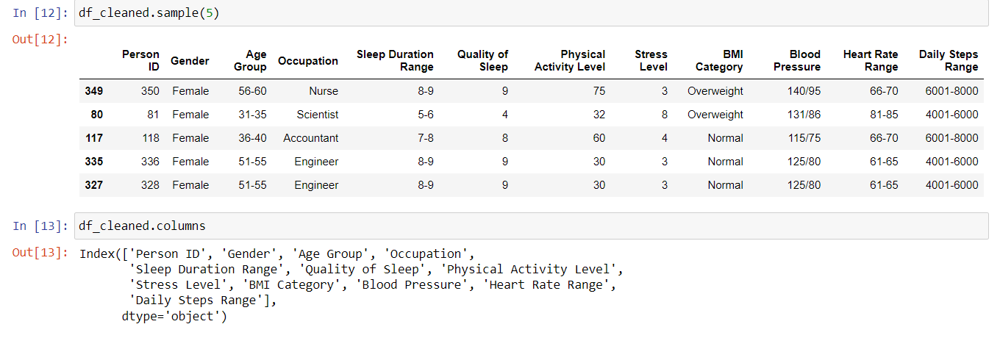 In [12]: df_cleaned.sample(5)
Out[12]:
Person ID Gender Age Group Occupation Sleep Duration Range Quality of Sleep Physical Activity Level Stress Level BMI Category Blood Pressure Heart Rate Range Daily Steps Range
349 350 Female 56-60 Nurse 8-9 9 75 3 Overweight 140/95 66-70 6001-8000
80 81 Female 31-35 Scientist 5-6 4 32 8 Overweight 131/86 81-85 4001-6000
117 118 Female 36-40 Accountant 7-8 8 60 4 Normal 115/75 66-70 6001-8000
335 336 Female 51-55 Engineer 8-9 9 30 3 Normal 125/80 61-65 4001-6000
327 328 Female 51-55 Engineer 8-9 9 30 3 Normal 125/80 61-65 4001-6000
In [13]: df_cleaned.columns
Out[13]: Index(['Person ID', 'Gender', 'Age Group', 'Occupation',
'Sleep Duration Range', 'Quality of Sleep', 'Physical Activity Level',
'Stress Level', 'BMI Category', 'Blood Pressure', 'Heart Rate Range',
'Daily Steps Range'],
dtype='object')